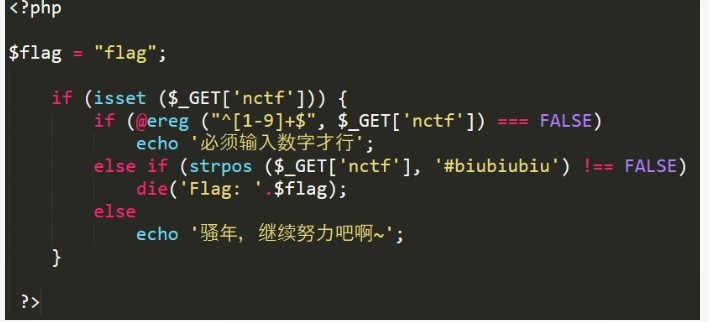 <?php
$flag = "flag";
if (isset ($_GET['nctf'])) {
if (@ereg ("^[1-9]+$", $_GET['nctf']) === FALSE)
echo '必须输入数字才行';
else if (strpos ($_GET['nctf'], '#biubiubiu') !== FALSE)
die('Flag: '.$flag);
else
echo '骚年，继续努力吧啊~';
}
?>